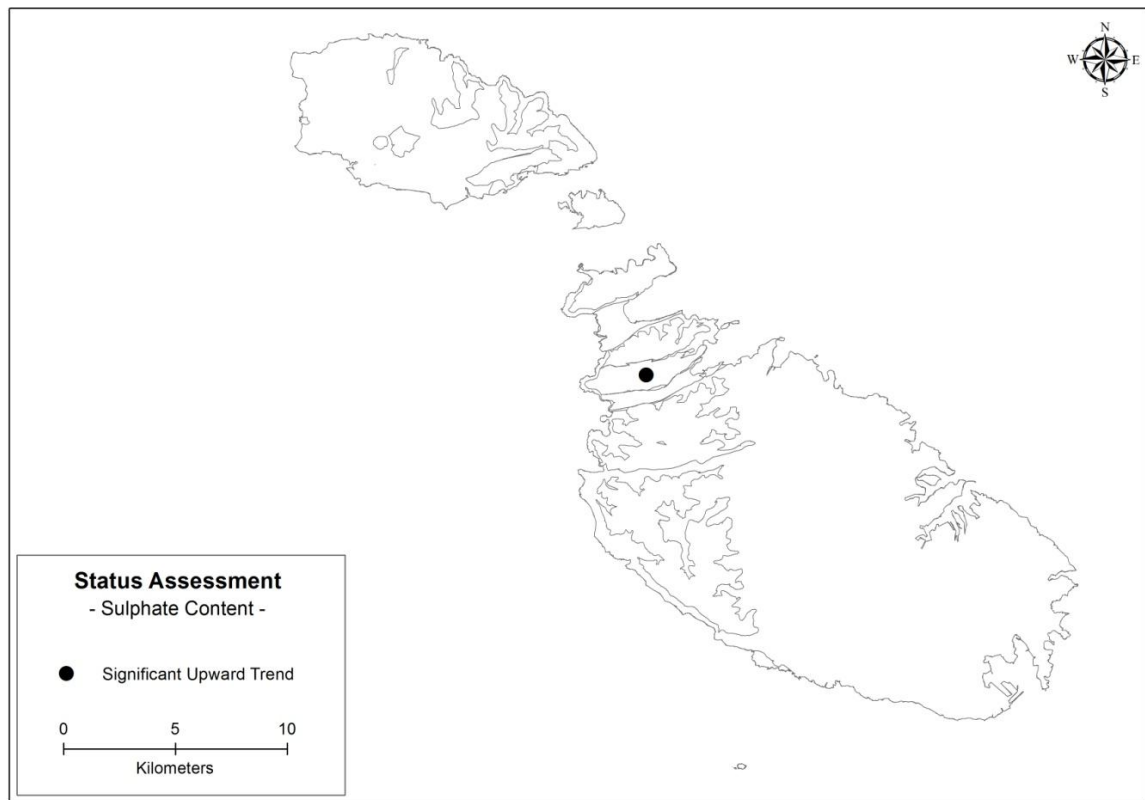 N
W E
S
Status Assessment
- Sulphate Content -
Significant Upward Trend
0 5 10
Kilometers